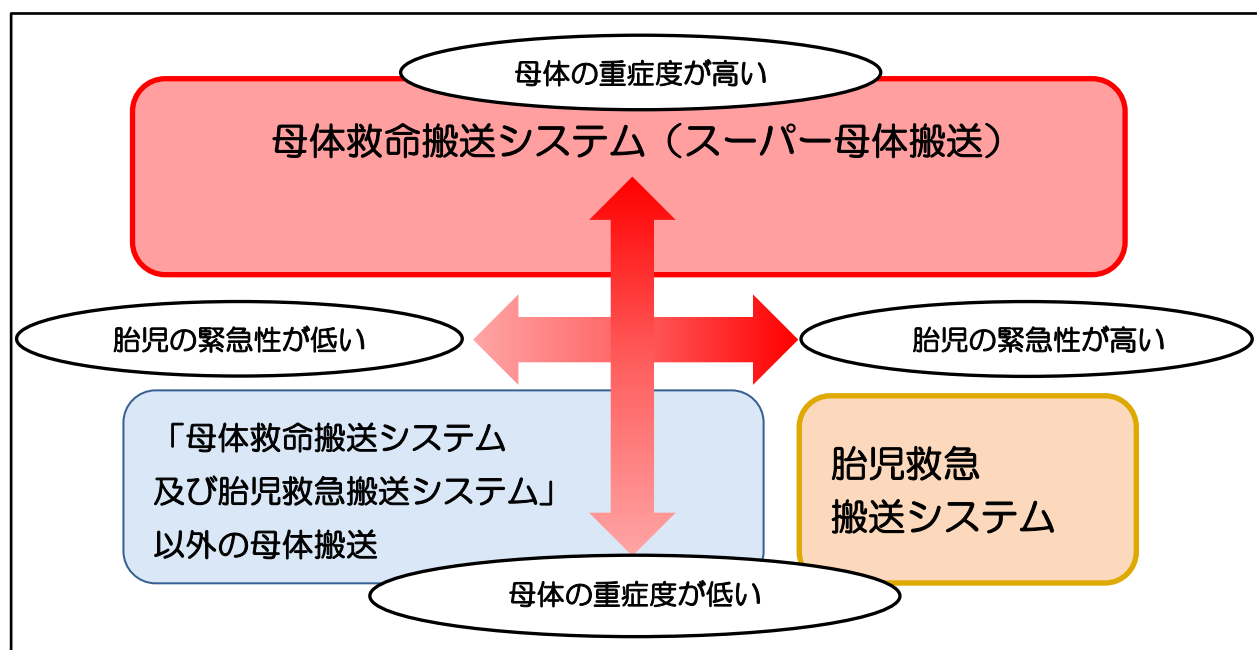 母体の重症度が高い
母体救命搬送システム（スーパー母体搬送）
胎児の緊急性が低い
胎児の緊急性が高い
「母体救命搬送システム
及び胎児救急搬送システム」
以外の母体搬送
胎児救急
搬送システム
母体の重症度が低い